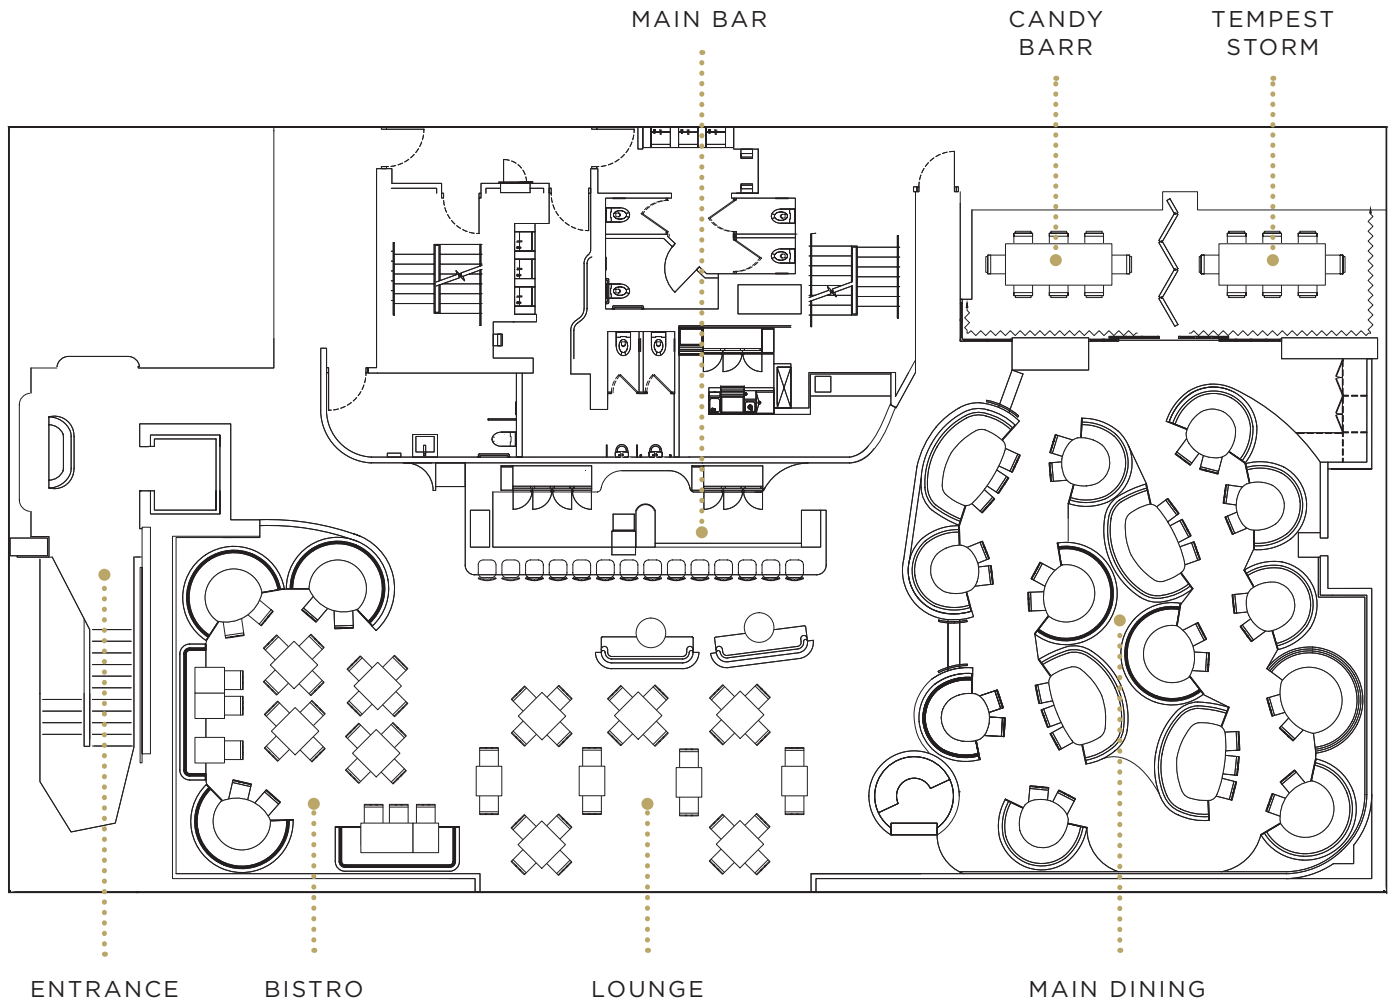 MAIN BAR
CANDY
BARR
TEMPEST
STORM
ENTRANCE
BISTRO
LOUNGE
MAIN DINING